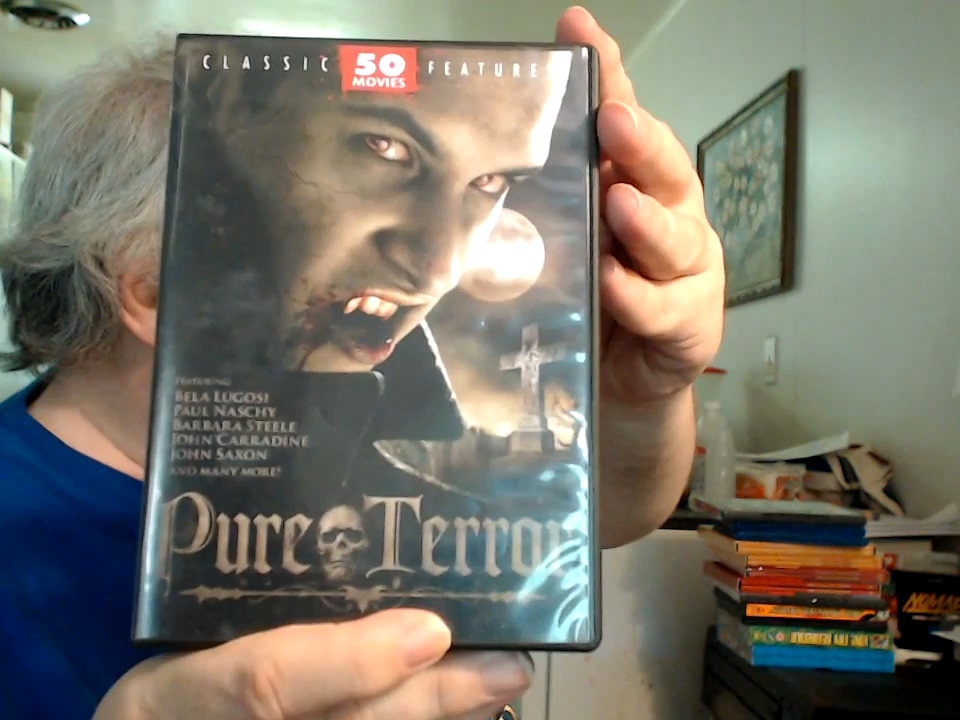 CLASSIC 50 FEATURES
MOVIES
FEATURING
BELA LUGOSI
PAUL NASCHY
BARBARA STEELE
JOHN CARRADINE
JOHN SAXON
AND MANY MORE!
Pure Terror